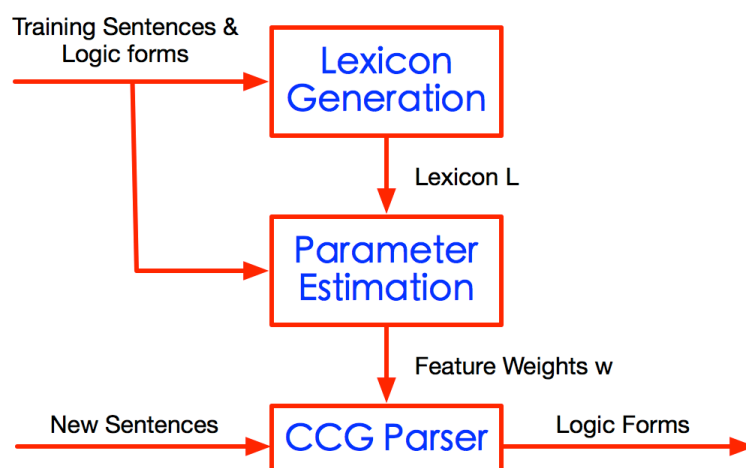 Training Sentences &
Logic forms
Lexicon
Generation
Lexicon L
Parameter
Estimation
Feature Weights w
New Sentences
CCG Parser
Logic Forms